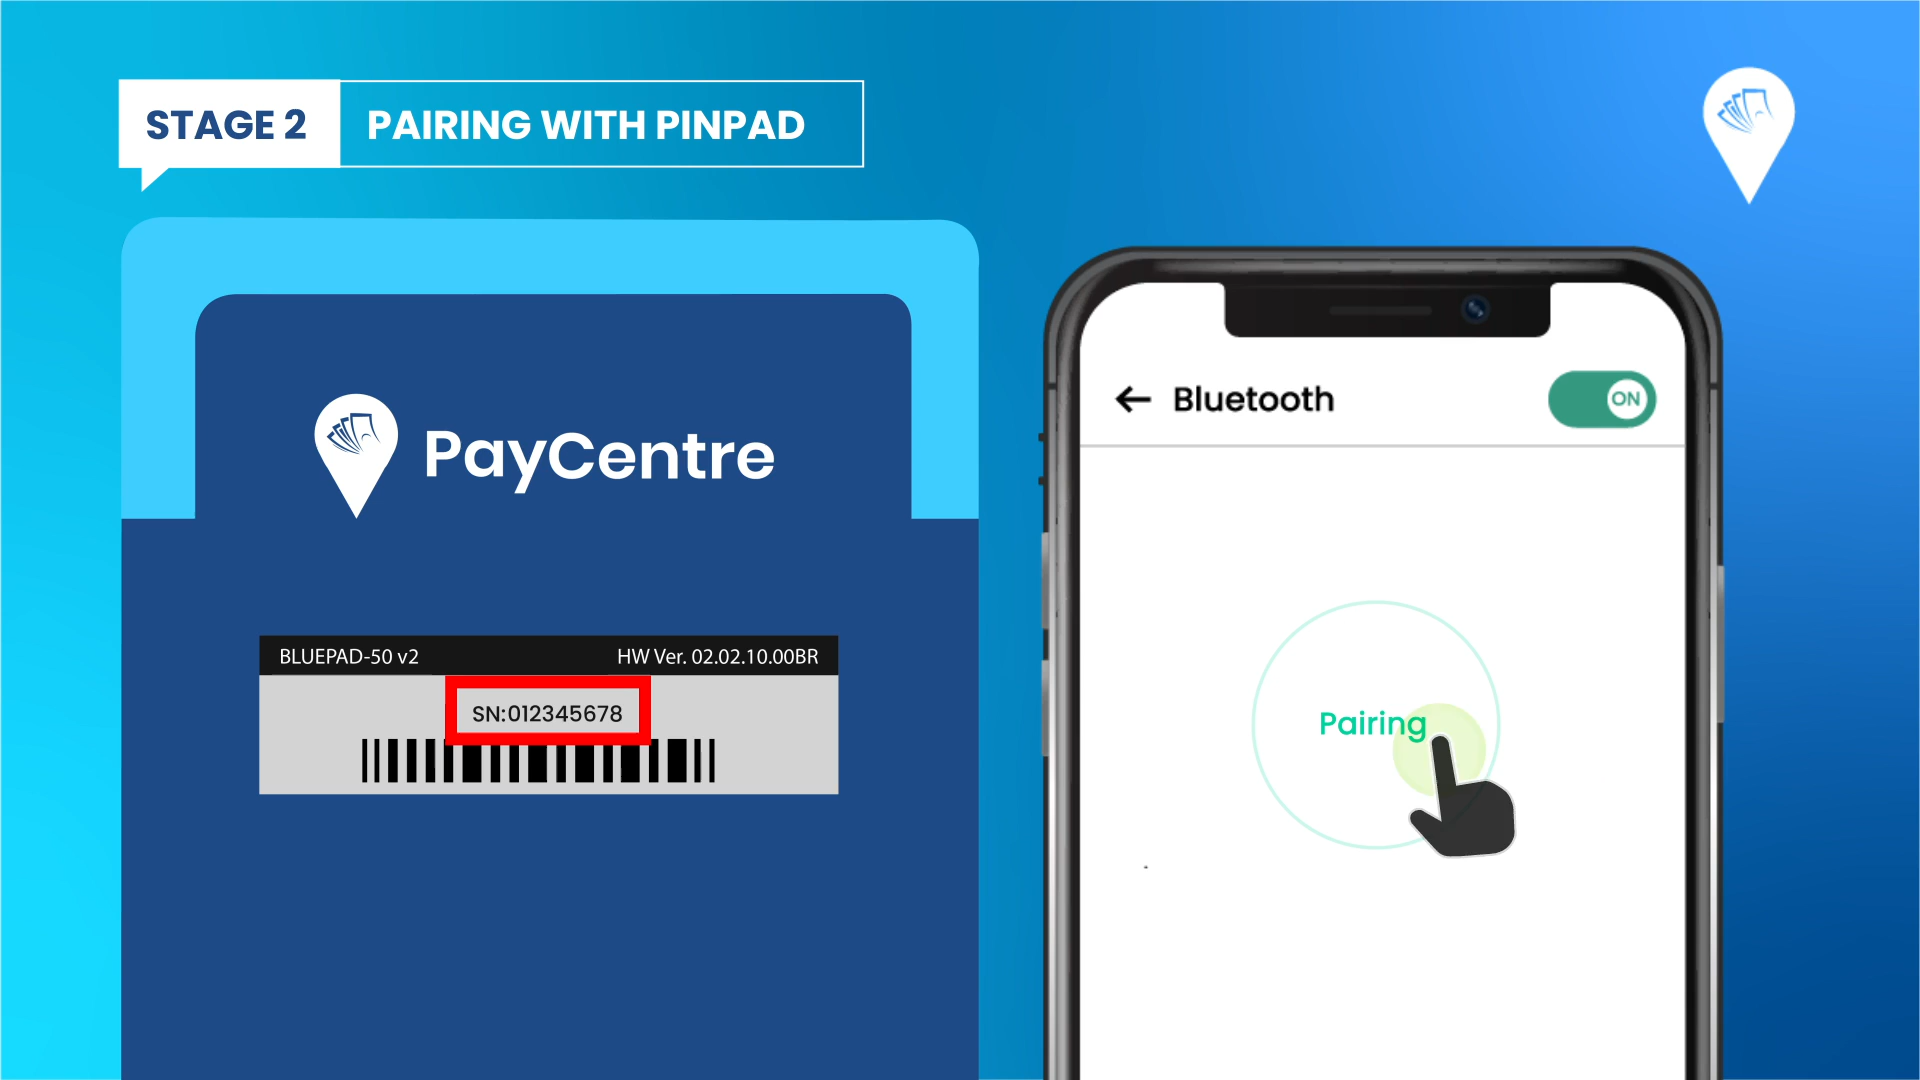 STAGE 2
PAIRING WITH PINPAD
PayCentre
BLUEPAD-50 v2
HW Ver. 02.02.10.00BR
SN:012345678
Bluetooth
ON
Pairing